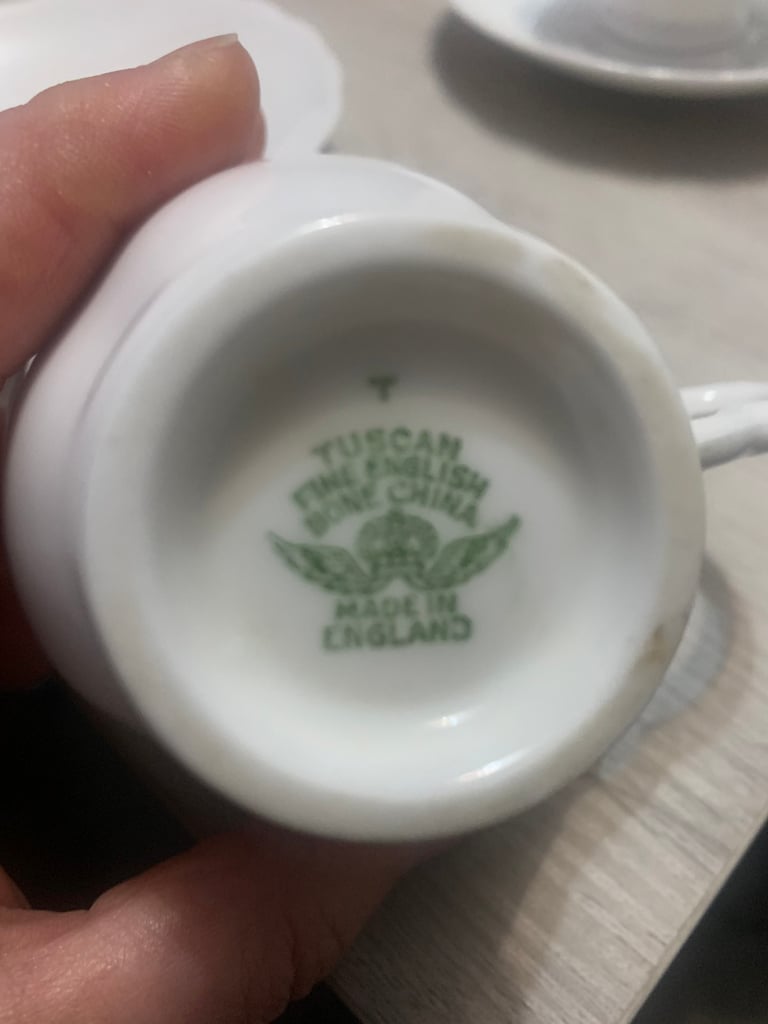 T
TUSCAN
FINE ENGLISH
BONE CHINA
MADE IN
ENGLAND